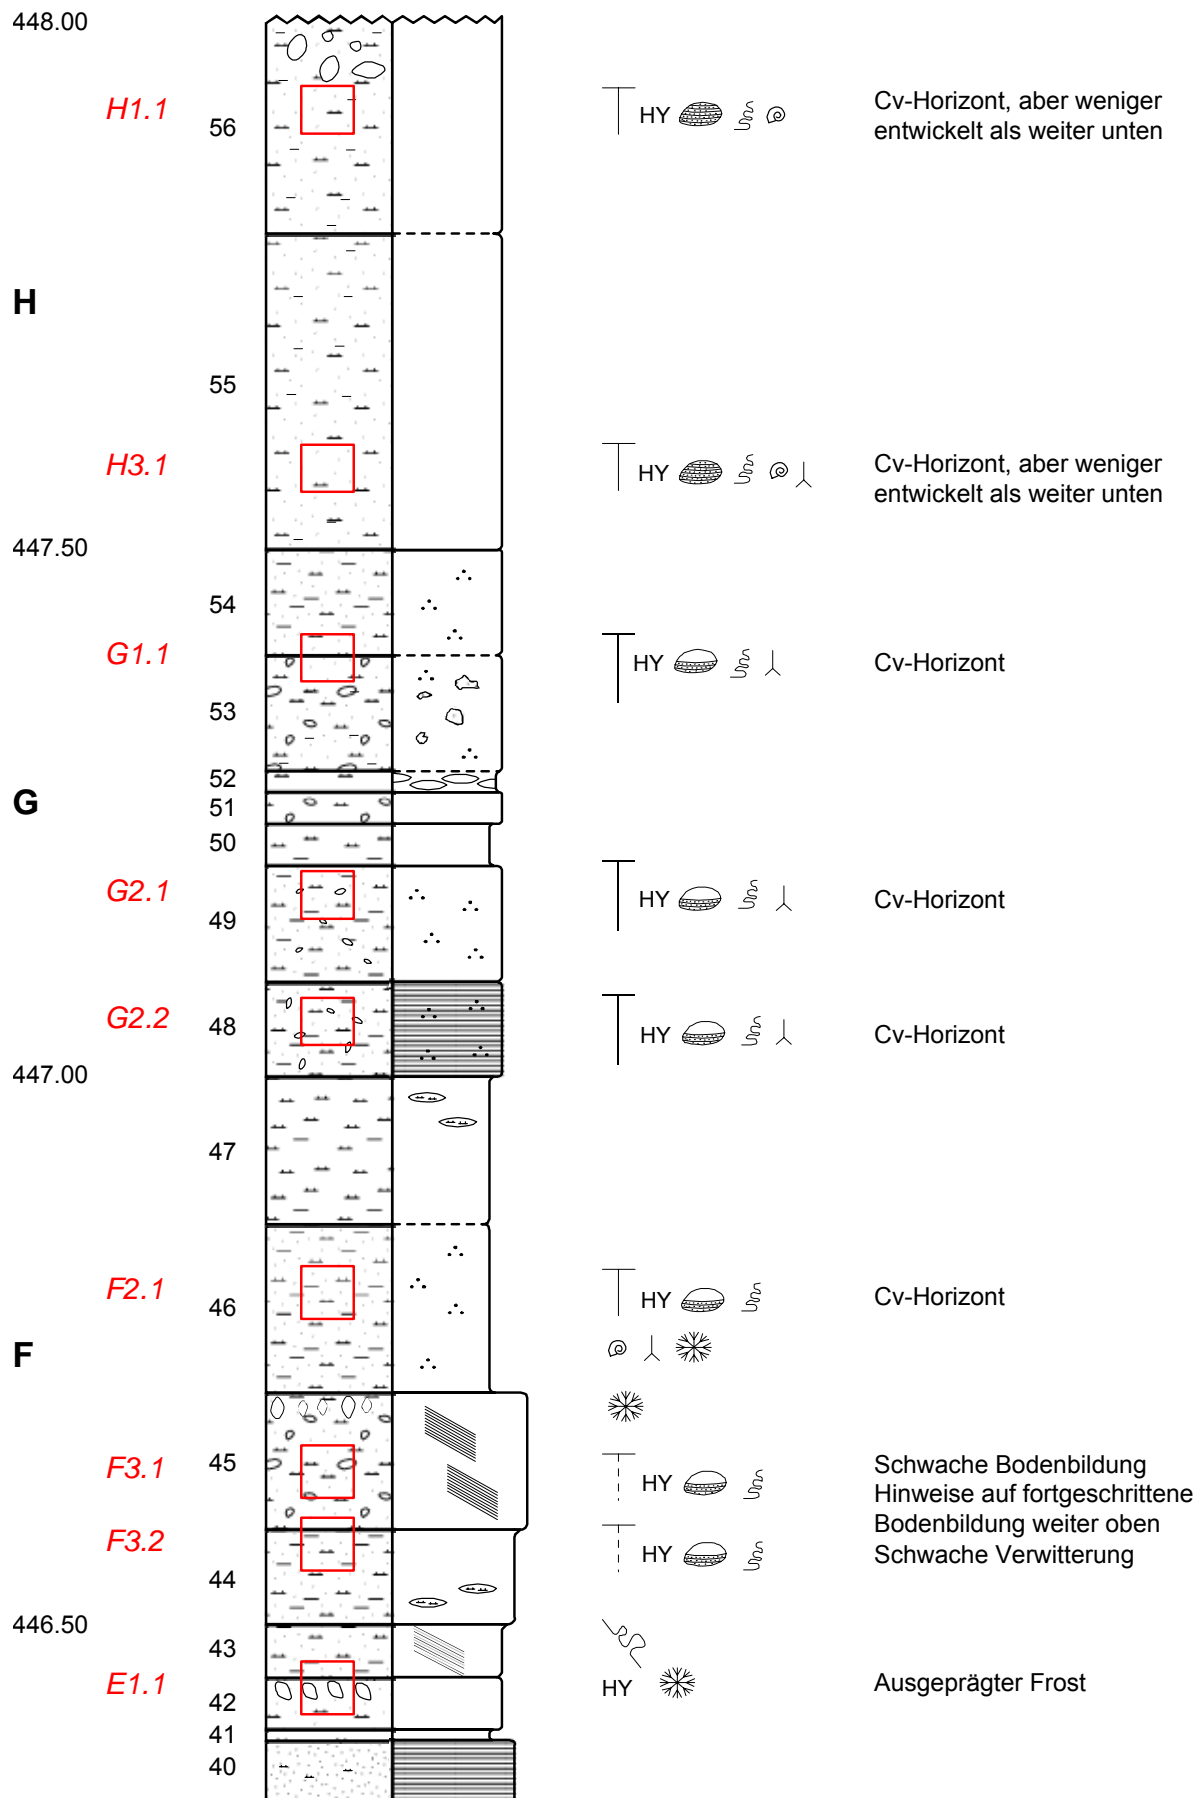 448.00
H1.1
56
HY
Cv-Horizont, aber weniger
entwickelt als weiter unten
H
55
H3.1
HY
Cv-Horizont, aber weniger
entwickelt als weiter unten
447.50
54
G1.1
HY
Cv-Horizont
53
52
G
51
50
G2.1
49
HY
Cv-Horizont
G2.2
48
HY
Cv-Horizont
447.00
47
F2.1
46
HY
Cv-Horizont
F
F3.1
45
HY
Schwache Bodenbildung
Hinweise auf fortgeschrittene
Bodenbildung weiter oben
F3.2
HY
Schwache Verwitterung
44
446.50
43
E1.1
HY
Ausgeprägter Frost
42
41
40